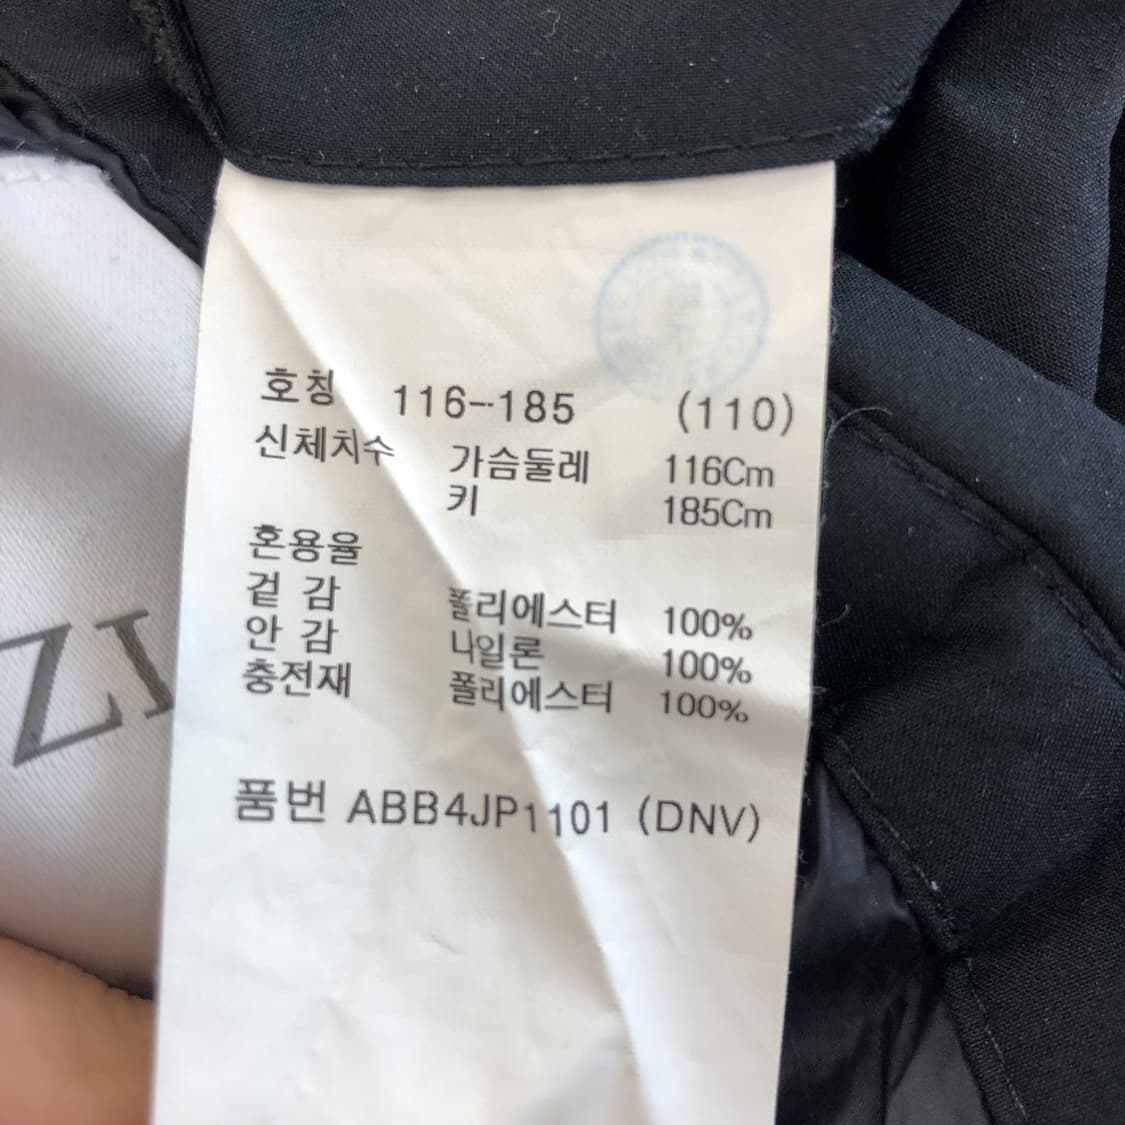 호칭 116-185 (110)
신체치수 가슴둘레 116Cm
키 185Cm
혼용율
겉 감 폴리에스터 100%
안 감 나일론 100%
충전재 폴리에스터 100%
품번 ABB4JP1101 (DNV)
ZI